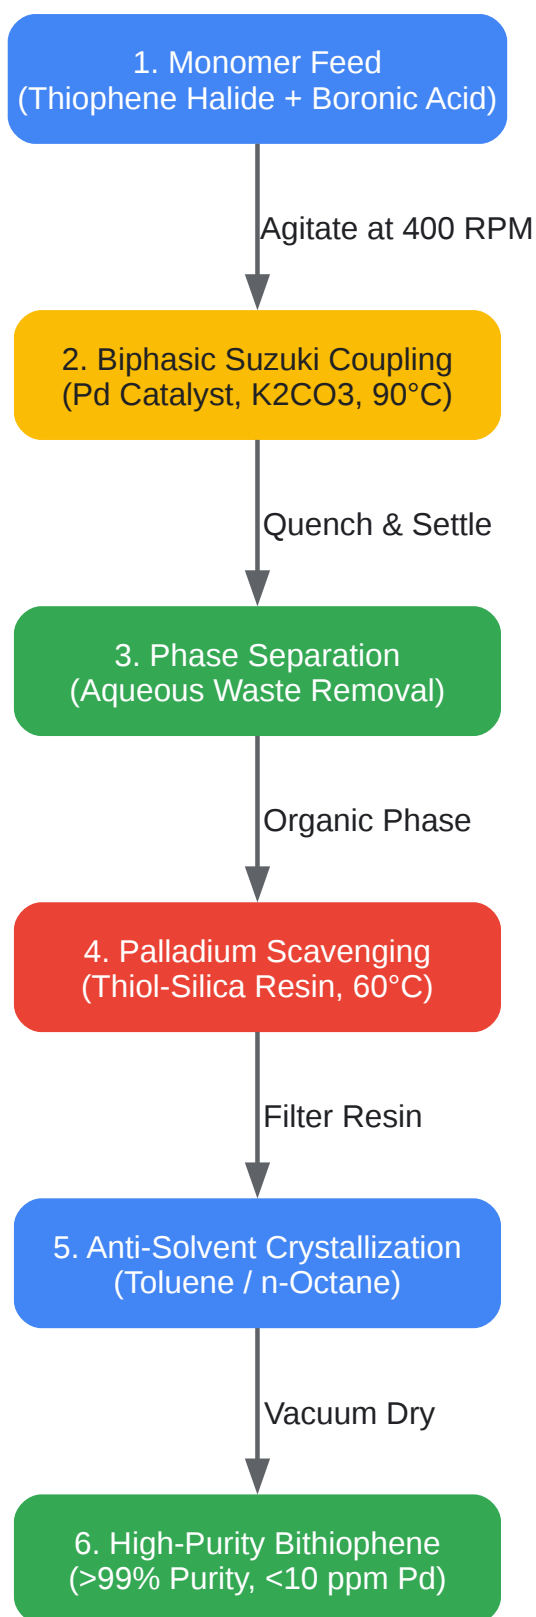 1. Monomer Feed
(Thiophene Halide + Boronic Acid)
Agitate at 400 RPM
2. Biphasic Suzuki Coupling
(Pd Catalyst, K2CO3, 90°C)
Quench & Settle
3. Phase Separation
(Aqueous Waste Removal)
Organic Phase
4. Palladium Scavenging
(Thiol-Silica Resin, 60°C)
Filter Resin
5. Anti-Solvent Crystallization
(Toluene / n-Octane)
Vacuum Dry
6. High-Purity Bithiophene
(>99% Purity, <10 ppm Pd)